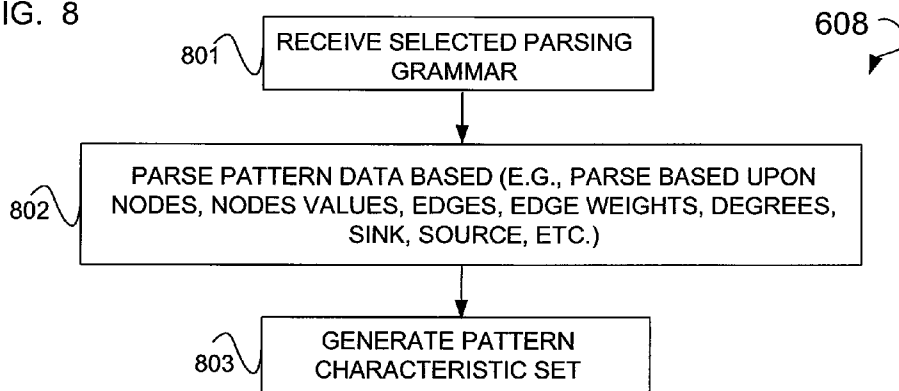 IG. 8
608
801
RECEIVE SELECTED PARSING
GRAMMAR
802
PARSE PATTERN DATA BASED (E.G., PARSE BASED UPON
NODES, NODES VALUES, EDGES, EDGE WEIGHTS, DEGREES,
SINK, SOURCE, ETC.)
803
GENERATE PATTERN
CHARACTERISTIC SET